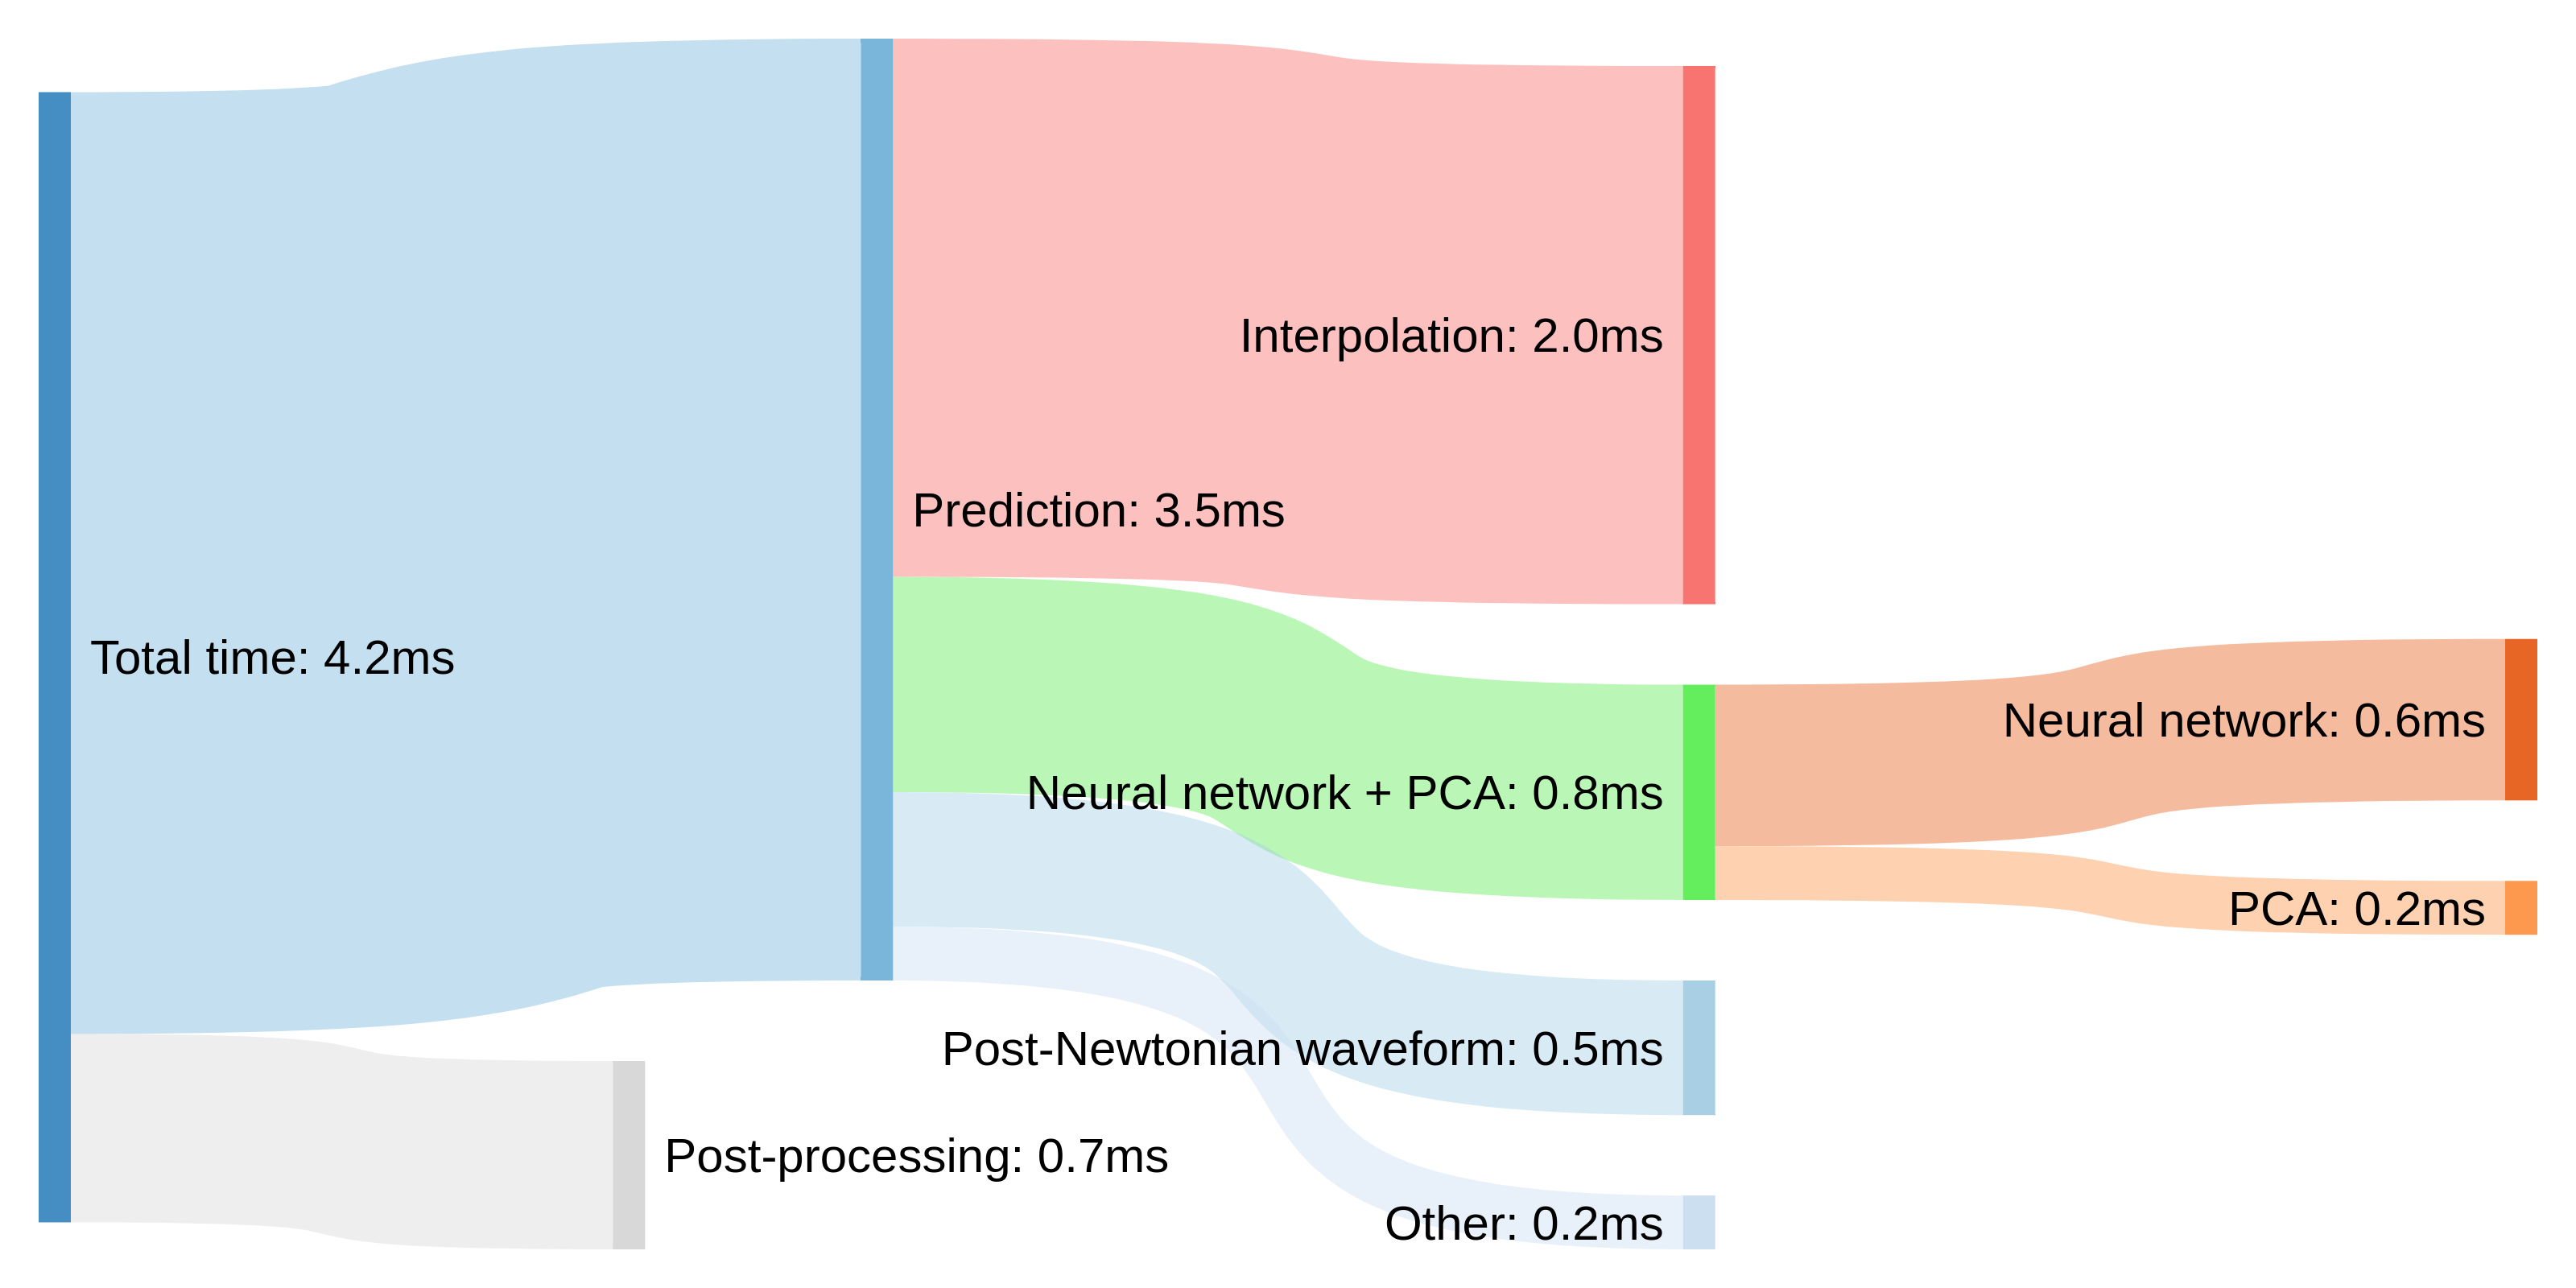 Total time: 4.2ms
Prediction: 3.5ms
Post-processing: 0.7ms
Interpolation: 2.0ms
Neural network + PCA: 0.8ms
Post-Newtonian waveform: 0.5ms
Other: 0.2ms
Neural network: 0.6ms
PCA: 0.2ms